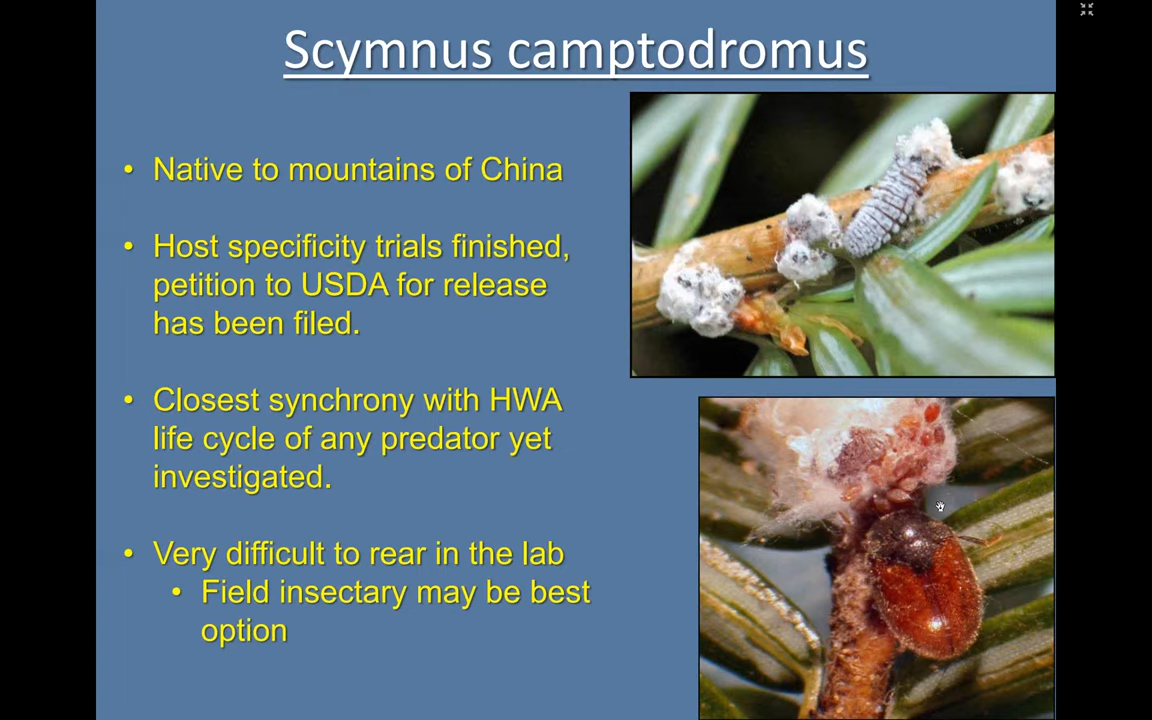 Scymnus camptodromus
• Native to mountains of China
• Host specificity trials finished,
petition to USDA for release
has been filed.
• Closest synchrony with HWA
life cycle of any predator yet
investigated.
• Very difficult to rear in the lab
• Field insectary may be best
option